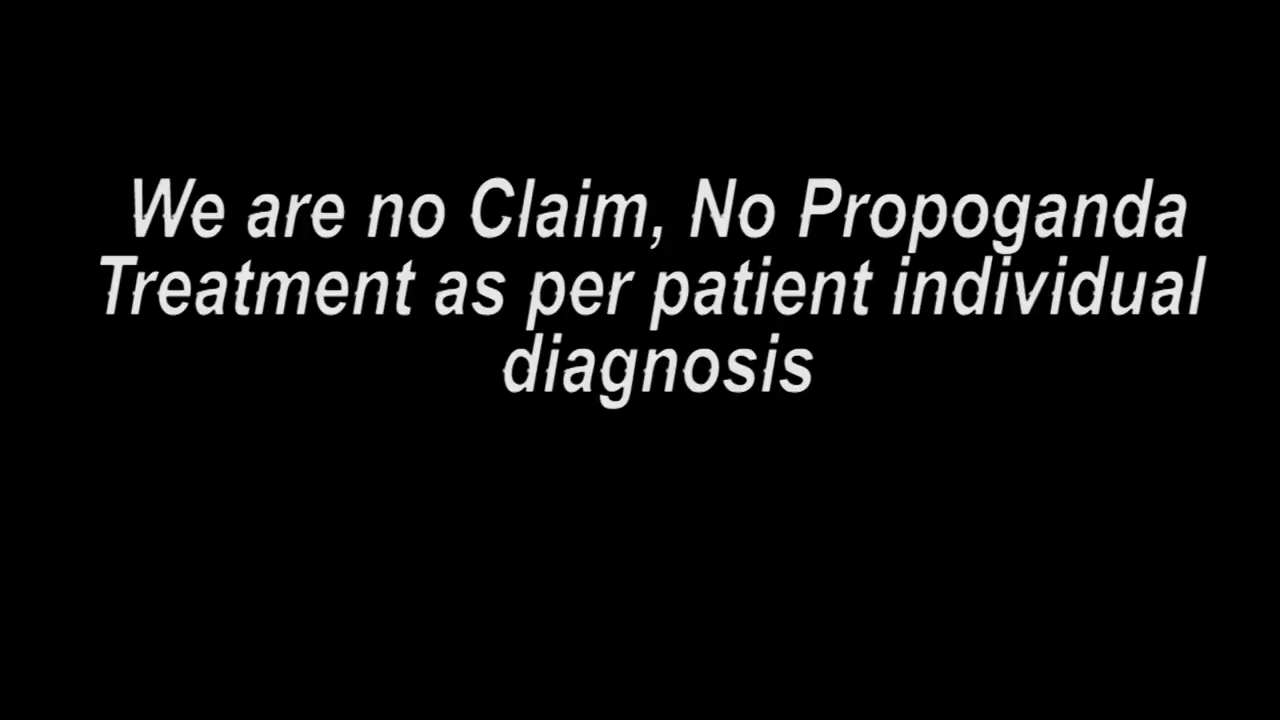 We are no Claim, No Propoganda
Treatment as per patient individual
diagnosis